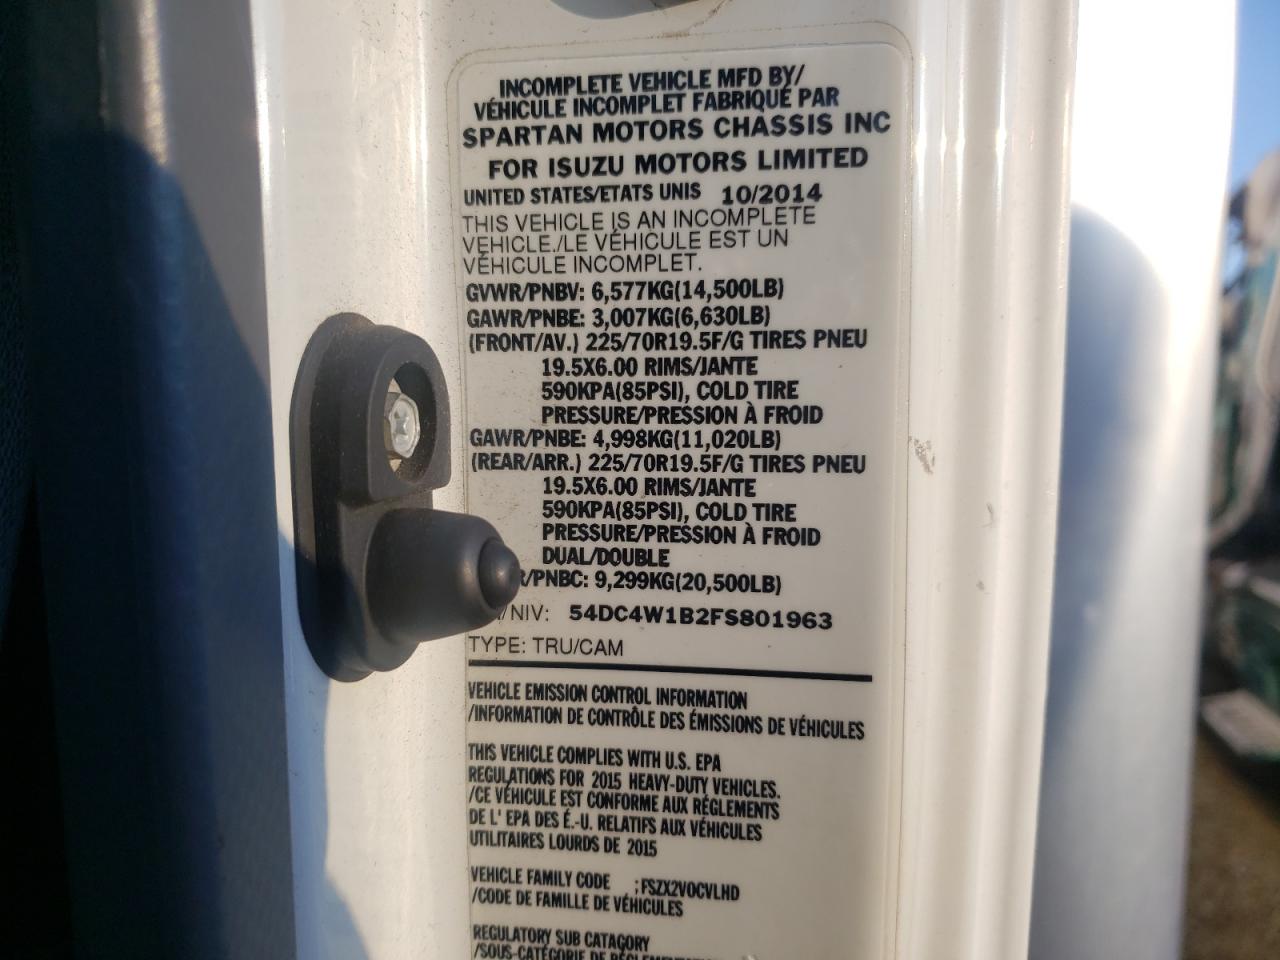 INCOMPLETE VEHICLE MFD BY/
VÉHICULE INCOMPLET FABRIQUÉ PAR
SPARTAN MOTORS CHASSIS INC
FOR ISUZU MOTORS LIMITED
UNITED STATES/ETATS UNIS 10/2014
THIS VEHICLE IS AN INCOMPLETE
VEHICLE./LE VÉHICULE EST UN
VÉHICULE INCOMPLET.
GVWR/PNBV: 6,577KG(14,500LB)
GAWR/PNBE: 3,007KG(6,630LB)
(FRONT/AV.) 225/70R19.5F/G TIRES PNEU
19.5X6.00 RIMS/JANTE
590KPA(85PSI), COLD TIRE
PRESSURE/PRESSION À FROID
GAWR/PNBE: 4,998KG(11,020LB)
(REAR/ARR.) 225/70R19.5F/G TIRES PNEU
19.5X6.00 RIMS/JANTE
590KPA(85PSI), COLD TIRE
PRESSURE/PRESSION À FROID
DUAL/DOUBLE
R/PNBC: 9,299KG(20,500LB)
/NIV: 54DC4W1B2FS801963
TYPE: TRU/CAM
VEHICLE EMISSION CONTROL INFORMATION
/INFORMATION DE CONTRÔLE DES ÉMISSIONS DE VÉHICULES
THIS VEHICLE COMPLIES WITH U.S. EPA
REGULATIONS FOR 2015 HEAVY-DUTY VEHICLES.
/CE VÉHICULE EST CONFORME AUX RÉGLEMENTS
DE L' EPA DES É.-U. RELATIFS AUX VÉHICULES
UTILITAIRES LOURDS DE 2015
VEHICLE FAMILY CODE :FSZX2VOCVLHD
/CODE DE FAMILLE DE VÉHICULES
REGULATORY SUB CATAGORY
/SOUS-CATÉGORIE DE